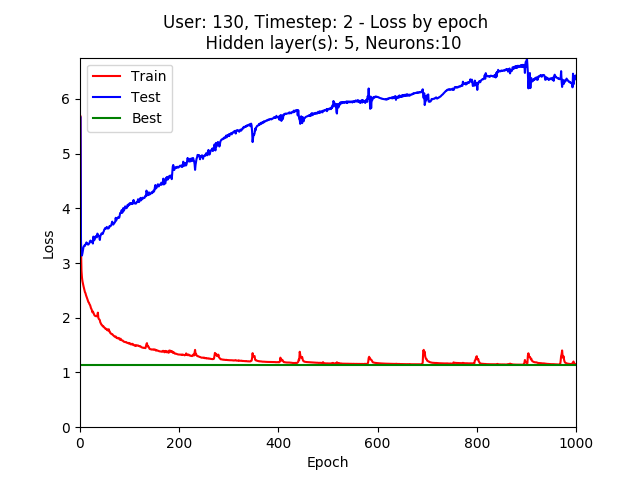 User: 130, Timestep: 2 - Loss by epoch
Hidden layer(s): 5, Neurons:10
Train
Test
Best
6
5
4
3
2
1
0
Loss
0 200 400 600 800 1000
Epoch